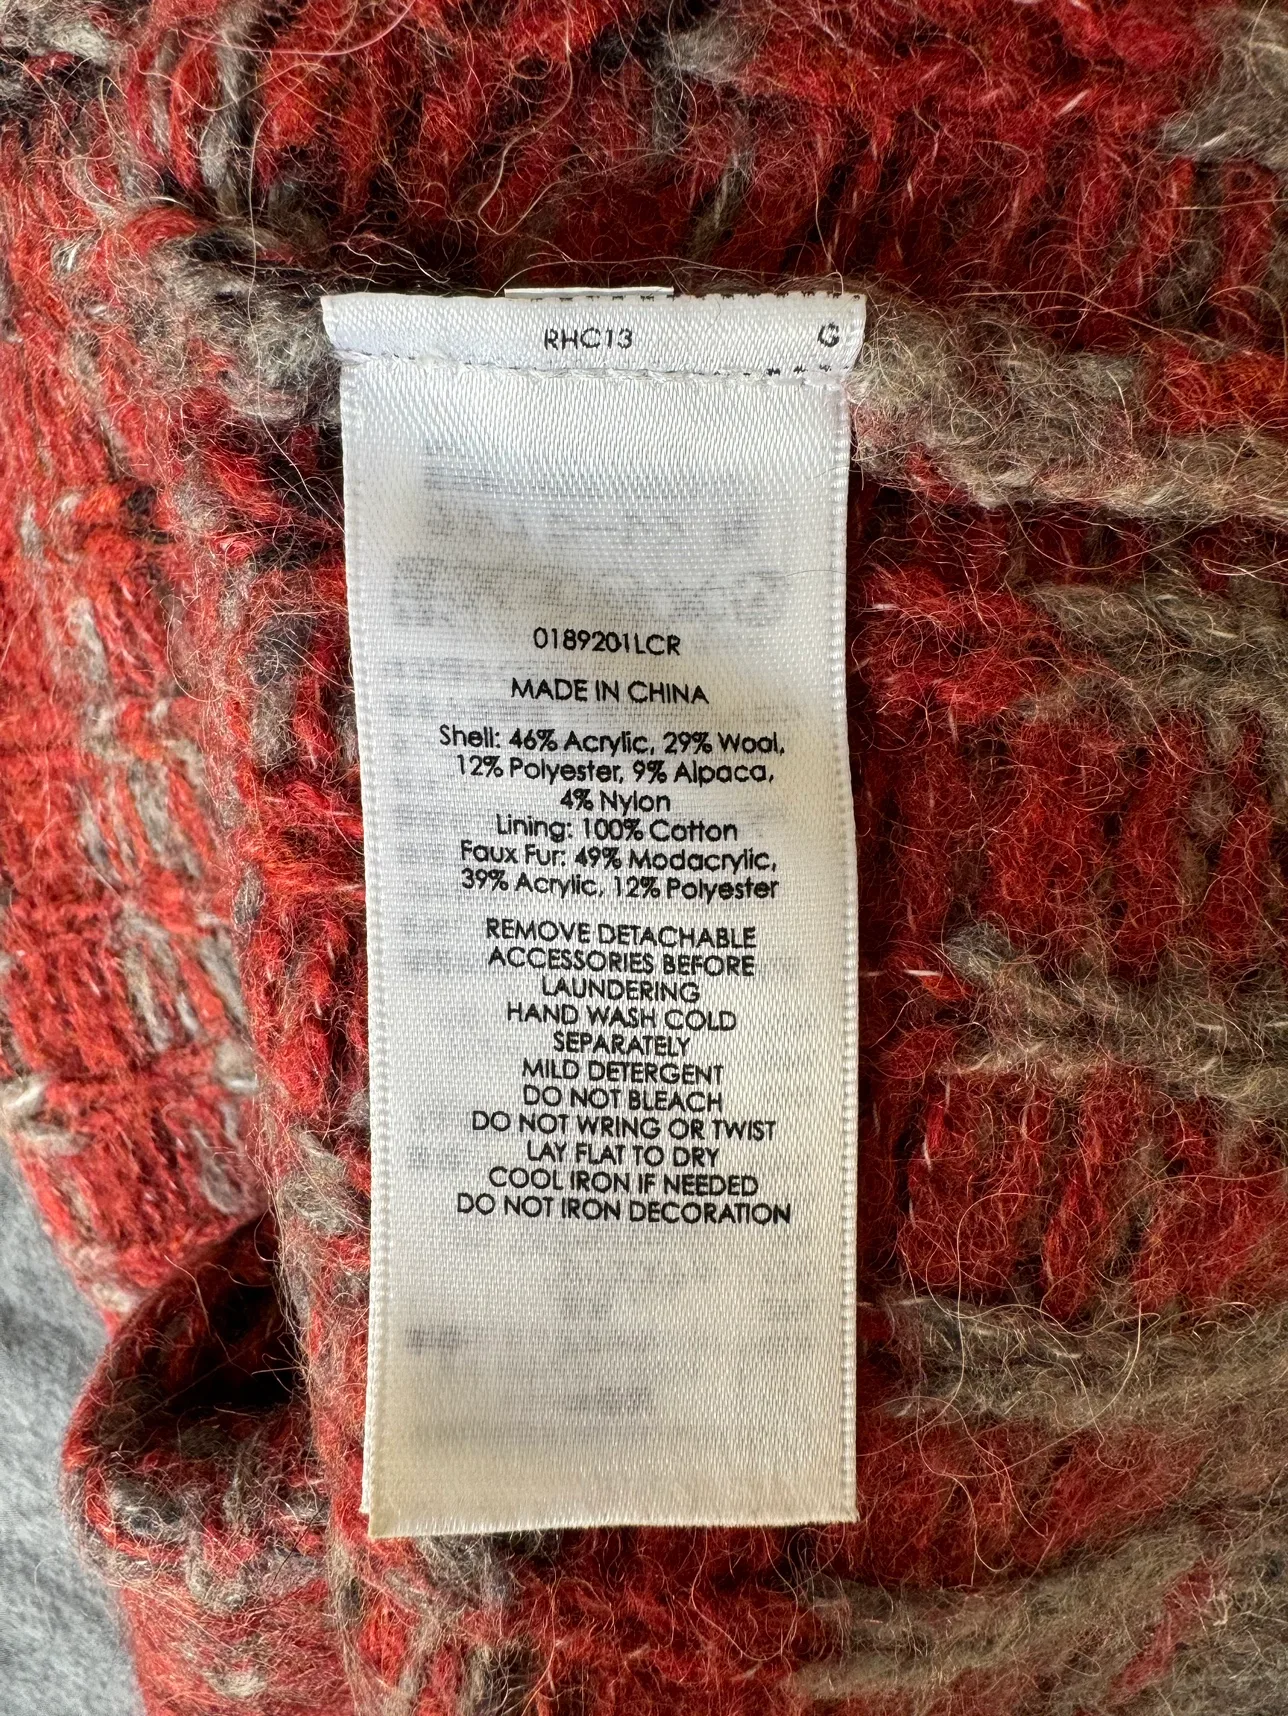 RHC13 G
0189201LCR
MADE IN CHINA
Shell: 46% Acrylic, 29% Wool,
12% Polyester, 9% Alpaca,
4% Nylon
Lining: 100% Cotton
Faux Fur: 49% Modacrylic,
39% Acrylic, 12% Polyester
REMOVE DETACHABLE
ACCESSORIES BEFORE
LAUNDERING
HAND WASH COLD
SEPARATELY
MILD DETERGENT
DO NOT BLEACH
DO NOT WRING OR TWIST
LAY FLAT TO DRY
COOL IRON IF NEEDED
DO NOT IRON DECORATION